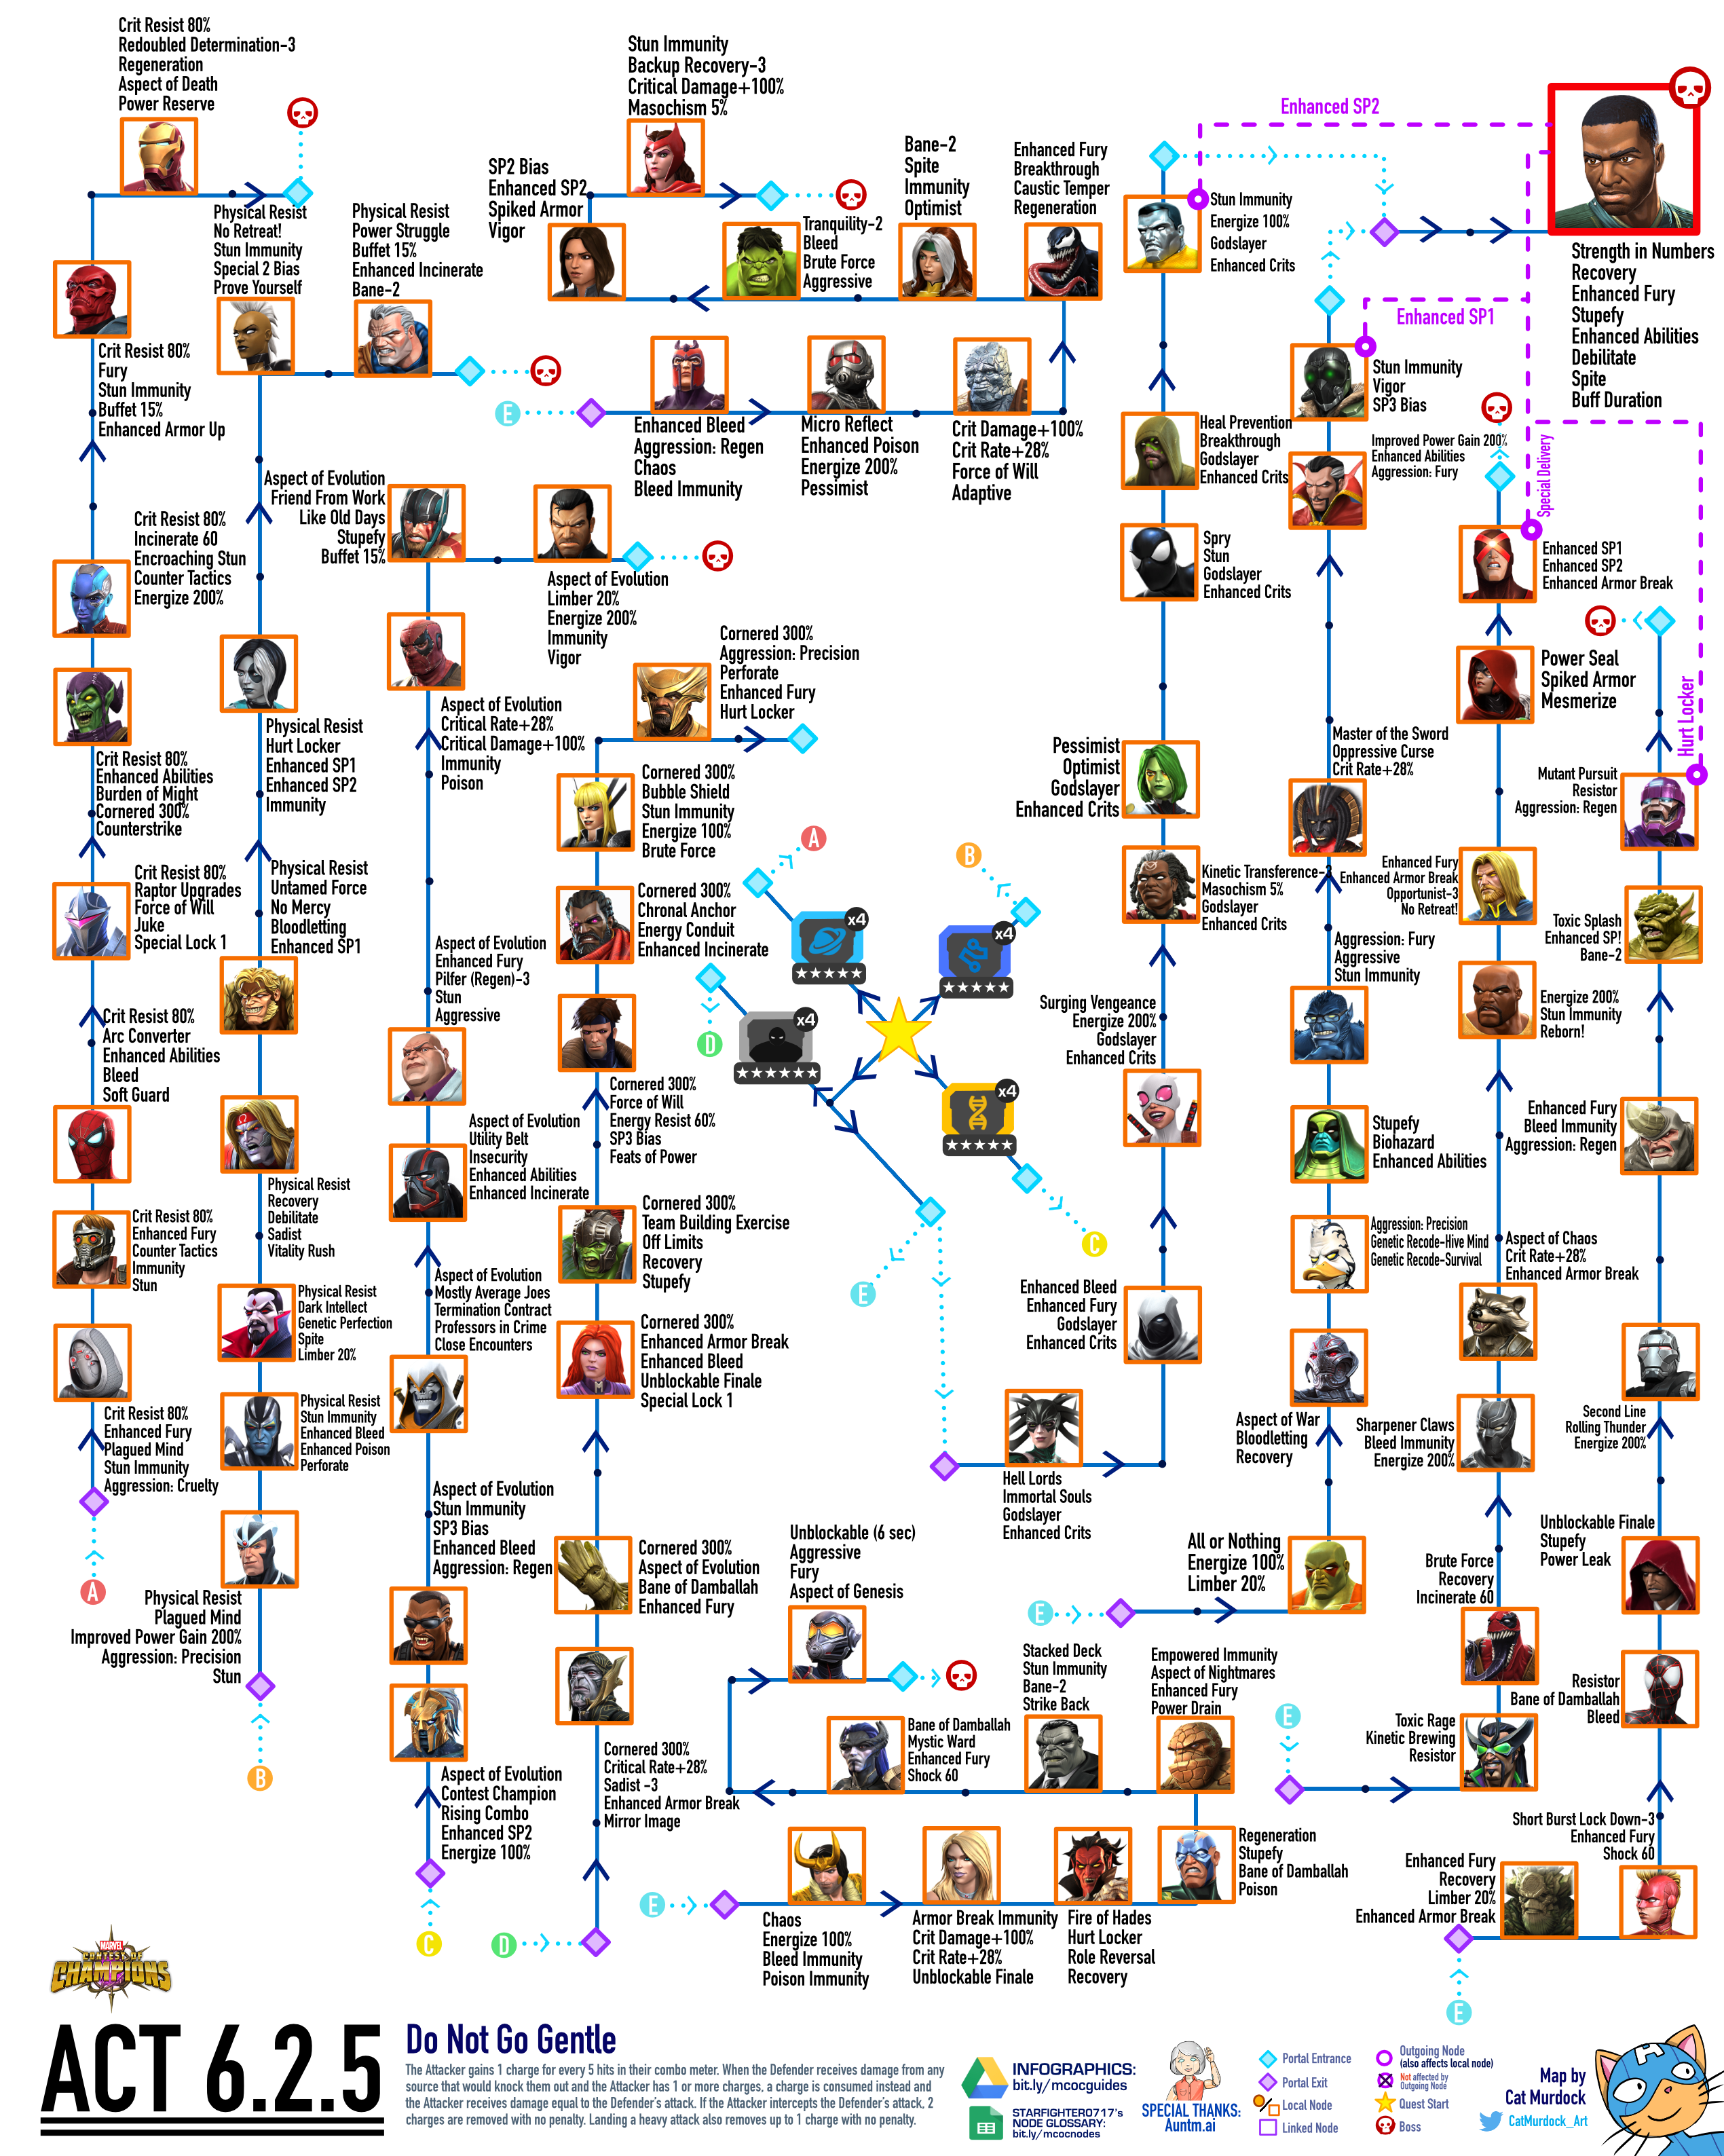 Crit Resist 80%
Redoubled Determination-3
Regeneration
Aspect of Death
Power Reserve
Physical Resist
No Retreat!
Stun Immunity
Special 2 Bias
Prove Yourself
Physical Resist
Power Struggle
Buffet 15%
Enhanced Incinerate
Bane-2
SP2 Bias
Enhanced SP2
Spiked Armor
Vigor
Stun Immunity
Backup Recovery-3
Critical Damage+100%
Masochism 5%
Tranquility-2
Bleed
Brute Force
Aggressive
Bane-2
Spite
Immunity
Optimist
Enhanced Fury
Breakthrough
Caustic Temper
Regeneration
Enhanced SP2
Stun Immunity
Energize 100%
Godslayer
Enhanced Crits
Enhanced SP1
Strength in Numbers
Recovery
Enhanced Fury
Stupefy
Enhanced Abilities
Debilitate
Spite
Buff Duration
Crit Resist 80%
Fury
Stun Immunity
Buffet 15%
Enhanced Armor Up
E
Enhanced Bleed
Aggression: Regen
Chaos
Bleed Immunity
Micro Reflect
Enhanced Poison
Energize 200%
Pessimist
Crit Damage+100%
Crit Rate+28%
Force of Will
Adaptive
Heal Prevention
Breakthrough
Godslayer
Enhanced Crits
Stun Immunity
Vigor
SP3 Bias
Improved Power Gain 200%
Enhanced Abilities
Aggression: Fury
Special Delivery
Crit Resist 80%
Incinerate 60
Encroaching Stun
Counter Tactics
Energize 200%
Aspect of Evolution
Friend From Work
Like Old Days
Stupefy
Buffet 15%
Aspect of Evolution
Limber 20%
Energize 200%
Immunity
Vigor
Spry
Stun
Godslayer
Enhanced Crits
Enhanced SP1
Enhanced SP2
Enhanced Armor Break
Power Seal
Spiked Armor
Mesmerize
Hurt Locker
Cornered 300%
Aggression: Precision
Perforate
Enhanced Fury
Hurt Locker
Crit Resist 80%
Enhanced Abilities
Burden of Might
Cornered 300%
Counterstrike
Physical Resist
Hurt Locker
Enhanced SP1
Enhanced SP2
Immunity
Aspect of Evolution
Critical Rate+28%
Critical Damage+100%
Immunity
Poison
Cornered 300%
Bubble Shield
Stun Immunity
Energize 100%
Brute Force
Pessimist
Optimist
Godslayer
Enhanced Crits
Master of the Sword
Oppressive Curse
Crit Rate+28%
Mutant Pursuit
Resistor
Aggression: Regen
A
B
Crit Resist 80%
Raptor Upgrades
Force of Will
Juke
Special Lock 1
Physical Resist
Untamed Force
No Mercy
Bloodletting
Enhanced SP1
Cornered 300%
Chronal Anchor
Energy Conduit
Enhanced Incinerate
x4
x4
Kinetic Transference-2
Masochism 5%
Godslayer
Enhanced Crits
Enhanced Fury
Enhanced Armor Break
Opportunist-3
No Retreat!
Toxic Splash
Enhanced SP!
Bane-2
Aspect of Evolution
Enhanced Fury
Pilfer (Regen)-3
Stun
Aggressive
D
x4
Aggression: Fury
Aggressive
Stun Immunity
Energize 200%
Stun Immunity
Reborn!
Crit Resist 80%
Arc Converter
Enhanced Abilities
Bleed
Soft Guard
Cornered 300%
Force of Will
Energy Resist 60%
SP3 Bias
Feats of Power
x4
Surging Vengeance
Energize 200%
Godslayer
Enhanced Crits
Stupefy
Biohazard
Enhanced Abilities
Enhanced Fury
Bleed Immunity
Aggression: Regen
Aspect of Evolution
Utility Belt
Insecurity
Enhanced Abilities
Enhanced Incinerate
Physical Resist
Recovery
Debilitate
Sadist
Vitality Rush
Crit Resist 80%
Enhanced Fury
Counter Tactics
Immunity
Stun
Cornered 300%
Team Building Exercise
Off Limits
Recovery
Stupefy
C
E
Aggression: Precision
Genetic Recode-Hive Mind
Genetic Recode-Survival
Aspect of Chaos
Crit Rate+28%
Enhanced Armor Break
Physical Resist
Dark Intellect
Genetic Perfection
Spite
Limber 20%
Aspect of Evolution
Mostly Average Joes
Termination Contract
Professors in Crime
Close Encounters
Cornered 300%
Enhanced Armor Break
Enhanced Bleed
Unblockable Finale
Special Lock 1
Enhanced Bleed
Enhanced Fury
Godslayer
Enhanced Crits
Crit Resist 80%
Enhanced Fury
Plagued Mind
Stun Immunity
Aggression: Cruelty
A
Physical Resist
Stun Immunity
Enhanced Bleed
Enhanced Poison
Perforate
Aspect of War
Bloodletting
Recovery
Sharpener Claws
Bleed Immunity
Energize 200%
Second Line
Rolling Thunder
Energize 200%
Hell Lords
Immortal Souls
Godslayer
Enhanced Crits
Aspect of Evolution
Stun Immunity
SP3 Bias
Enhanced Bleed
Aggression: Regen
Cornered 300%
Aspect of Evolution
Bane of Damballah
Enhanced Fury
Unblockable (6 sec)
Aggressive
Fury
Aspect of Genesis
All or Nothing
Energize 100%
Limber 20%
E
Brute Force
Recovery
Incinerate 60
Unblockable Finale
Stupefy
Power Leak
Physical Resist
Plagued Mind
Improved Power Gain 200%
Aggression: Precision
Stun
B
Stacked Deck
Stun Immunity
Bane-2
Strike Back
Empowered Immunity
Aspect of Nightmares
Enhanced Fury
Power Drain
Bane of Damballah
Mystic Ward
Enhanced Fury
Shock 60
E
Toxic Rage
Kinetic Brewing
Resistor
Resistor
Bane of Damballah
Bleed
Cornered 300%
Critical Rate+28%
Sadist -3
Enhanced Armor Break
Mirror Image
Aspect of Evolution
Contest Champion
Rising Combo
Enhanced SP2
Energize 100%
C
D
E
Chaos
Energize 100%
Bleed Immunity
Poison Immunity
Armor Break Immunity
Crit Damage+100%
Crit Rate+28%
Unblockable Finale
Fire of Hades
Hurt Locker
Role Reversal
Recovery
Regeneration
Stupefy
Bane of Damballah
Poison
Short Burst Lock Down-3
Enhanced Fury
Shock 60
Enhanced Fury
Recovery
Limber 20%
Enhanced Armor Break
E
MARVEL
CONTEST OF
CHAMPIONS
ACT 6.2.5
Do Not Go Gentle
The Attacker gains 1 charge for every 5 hits in their combo meter. When the Defender receives damage from any
source that would knock them out and the Attacker has 1 or more charges, a charge is consumed instead and
the Attacker receives damage equal to the Defender's attack. If the Attacker intercepts the Defender's attack, 2
charges are removed with no penalty. Landing a heavy attack also removes up to 1 charge with no penalty.
INFOGRAPHICS:
bit.ly/mcocguides
STARFIGHTER0717's
NODE GLOSSARY:
bit.ly/mcocnodes
SPECIAL THANKS:
Auntm.ai
Portal Entrance
Portal Exit
Local Node
Linked Node
Outgoing Node
(also affects local node)
Not affected by
Outgoing Node
Quest Start
Boss
Map by
Cat Murdock
CatMurdock_Art
A